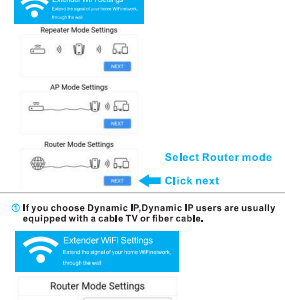 Extender WiFi Settings
Extend the signal of your home WiFi network,
through the wall
Repeater Mode Settings
NEXT
AP Mode Settings
NEXT
Router Mode Settings
Select Router mode
NEXT
Click next
① If you choose Dynamic IP,Dynamic IP users are usually
equipped with a cable TV or fiber cable.
Extender WiFi Settings
Extend the signal of your home WiFi network,
through the wall
Router Mode Settings